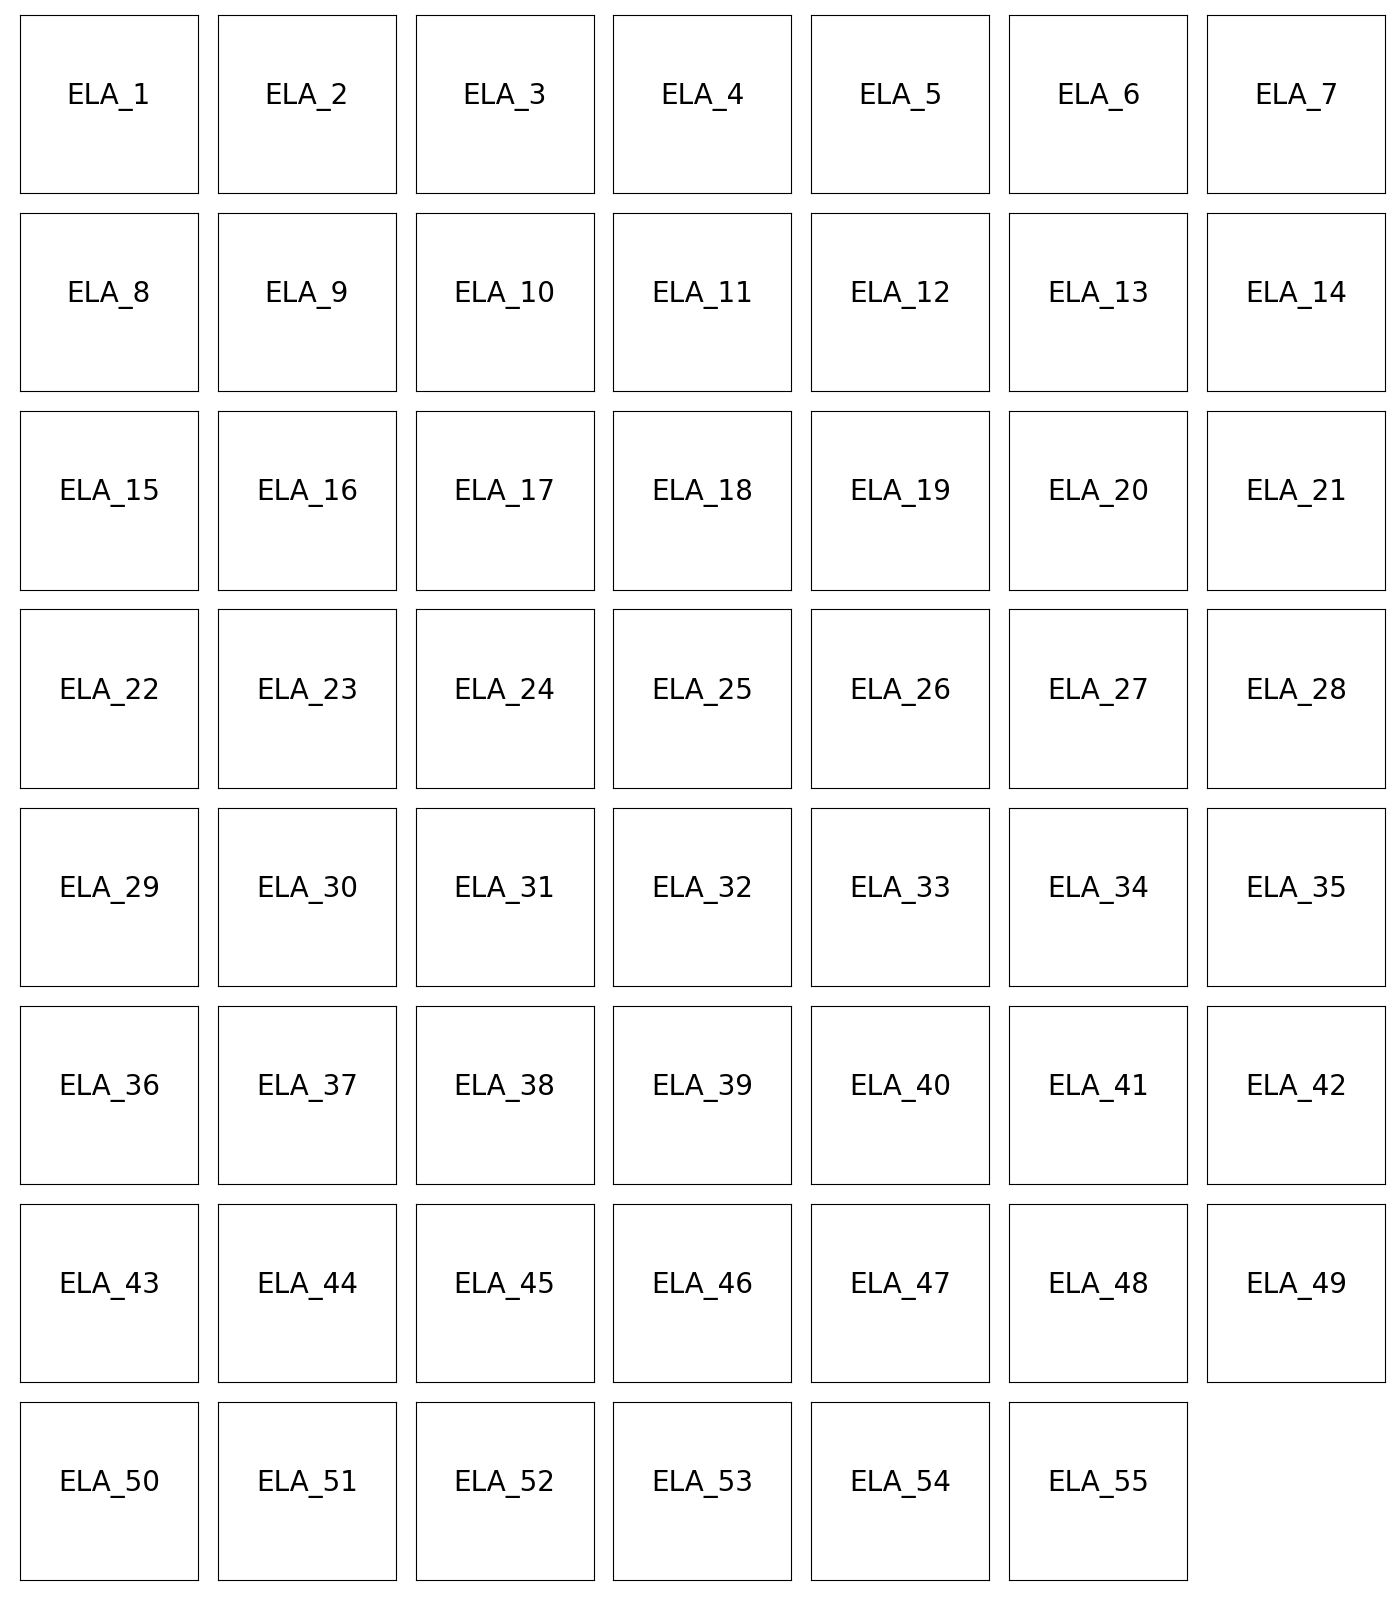 ELA_1 ELA_2 ELA_3 ELA_4 ELA_5 ELA_6 ELA_7
ELA_8 ELA_9 ELA_10 ELA_11 ELA_12 ELA_13 ELA_14
ELA_15 ELA_16 ELA_17 ELA_18 ELA_19 ELA_20 ELA_21
ELA_22 ELA_23 ELA_24 ELA_25 ELA_26 ELA_27 ELA_28
ELA_29 ELA_30 ELA_31 ELA_32 ELA_33 ELA_34 ELA_35
ELA_36 ELA_37 ELA_38 ELA_39 ELA_40 ELA_41 ELA_42
ELA_43 ELA_44 ELA_45 ELA_46 ELA_47 ELA_48 ELA_49
ELA_50 ELA_51 ELA_52 ELA_53 ELA_54 ELA_55